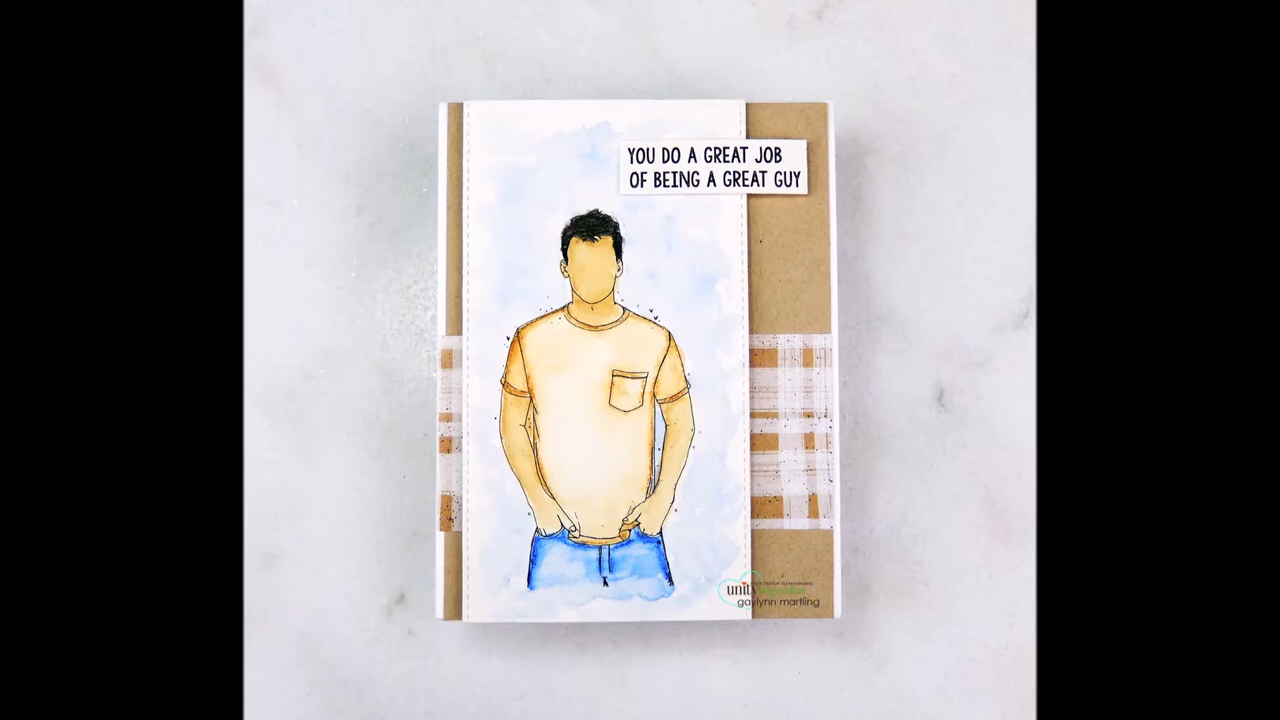 YOU DO A GREAT JOB
OF BEING A GREAT GUY
unity
gaylynn martling